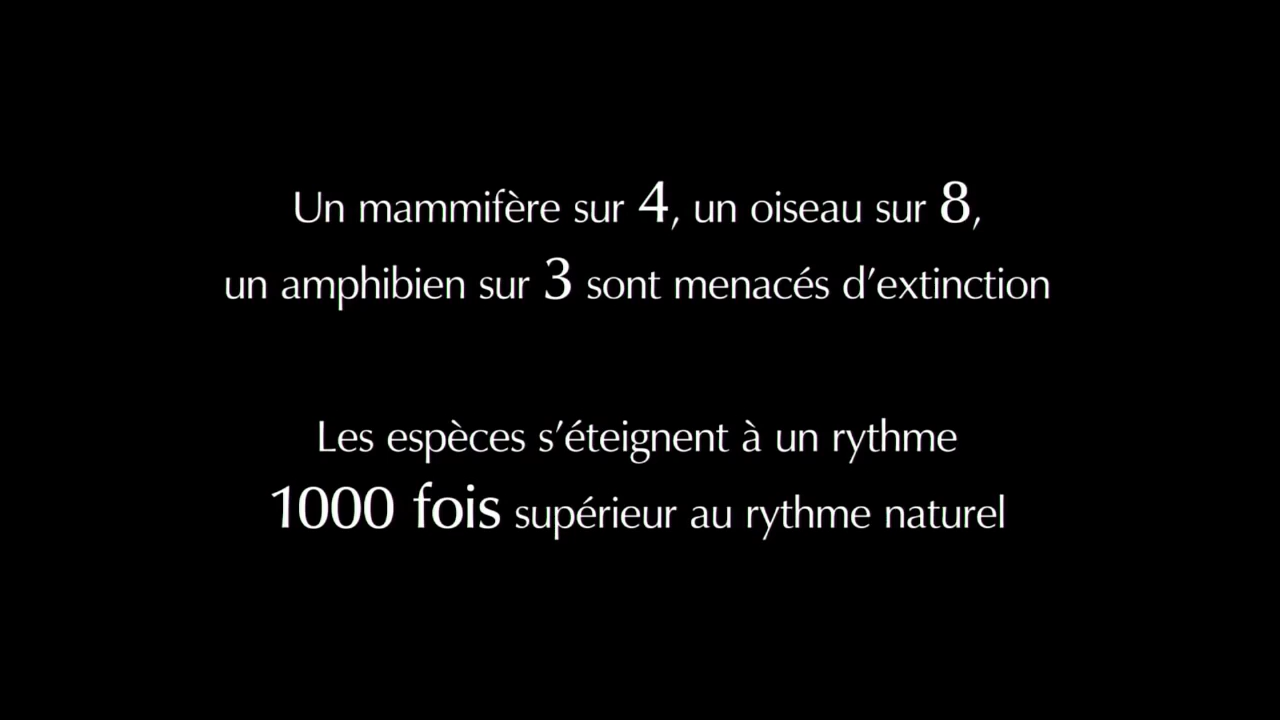 Un mammifère sur 4, un oiseau sur 8,
un amphibien sur 3 sont menacés d’extinction
Les espèces s’éteignent à un rythme
1000 fois supérieur au rythme naturel